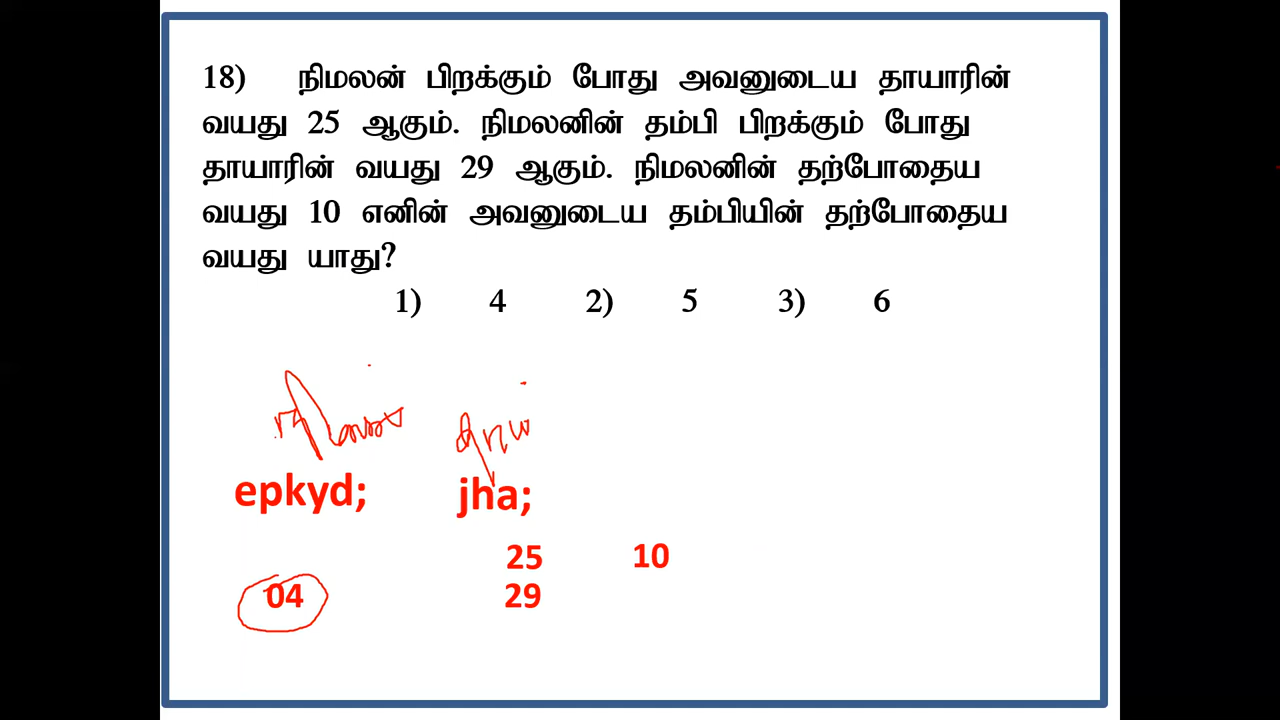 18) நிமலன் பிறக்கும் போது அவனுடைய தாயாரின்
வயது 25 ஆகும். நிமலனின் தம்பி பிறக்கும் போது
தாயாரின் வயது 29 ஆகும். நிமலனின் தற்போதைய
வயது 10 எனின் அவனுடைய தம்பியின் தற்போதைய
வயது யாது?
1) 4 2) 5 3) 6
தாய்
epkyd; jha;
25 10
04 29